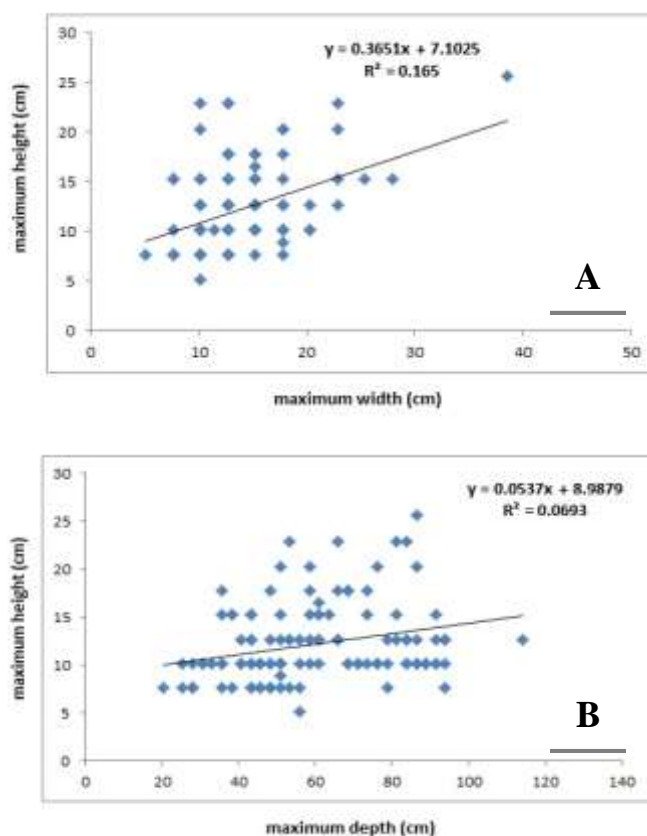 30
y = 0.3651x + 7.1025
R² = 0.165
25
20
15
10
5
0
maximum height (cm)
A
0 10 20 30 40 50
maximum width (cm)
30
y = 0.0537x + 8.9879
R² = 0.0693
25
20
15
10
5
0
maximum height (cm)
B
0 20 40 60 80 100 120 140
maximum depth (cm)